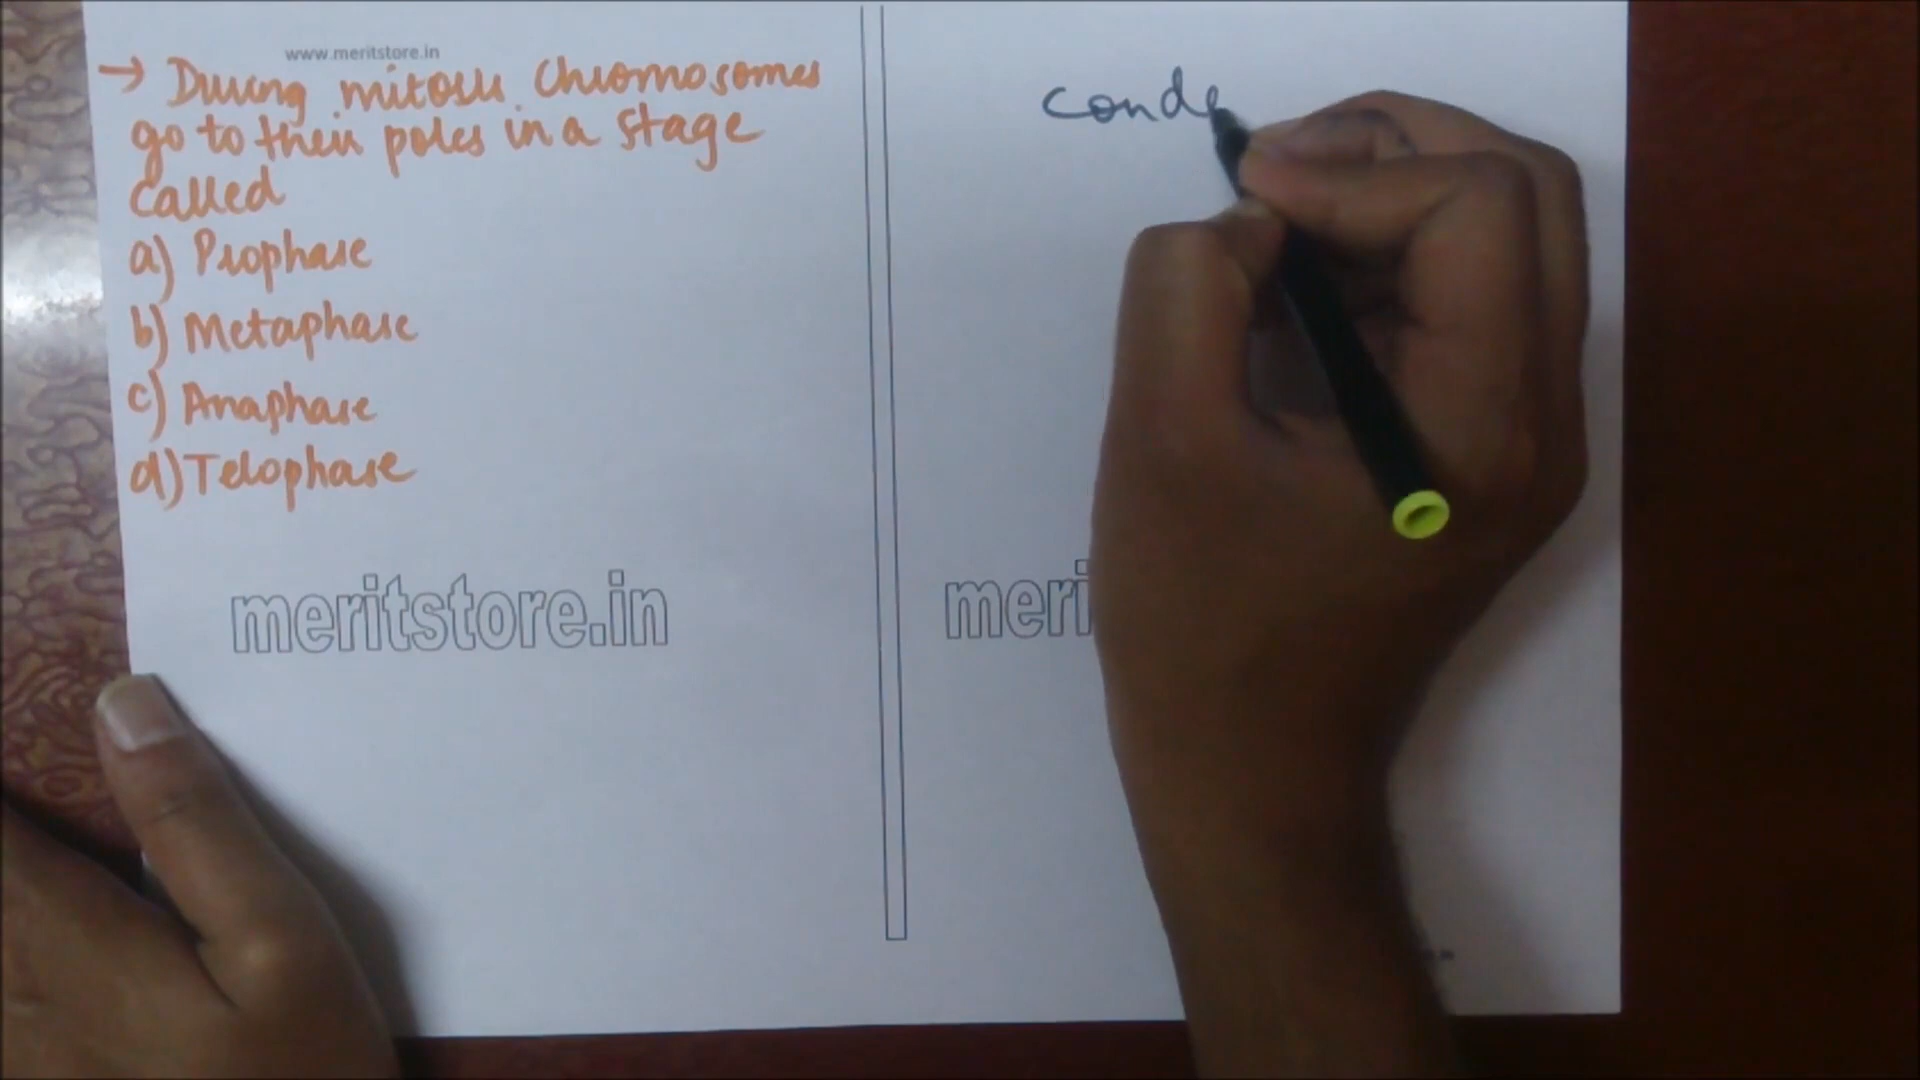 www.meritstore.in
→ During mitosis chromosomes
go to their poles in a stage
called
a) Prophase
b) Metaphase
c) Anaphase
d) Telophase
meritstore.in
conde
meri